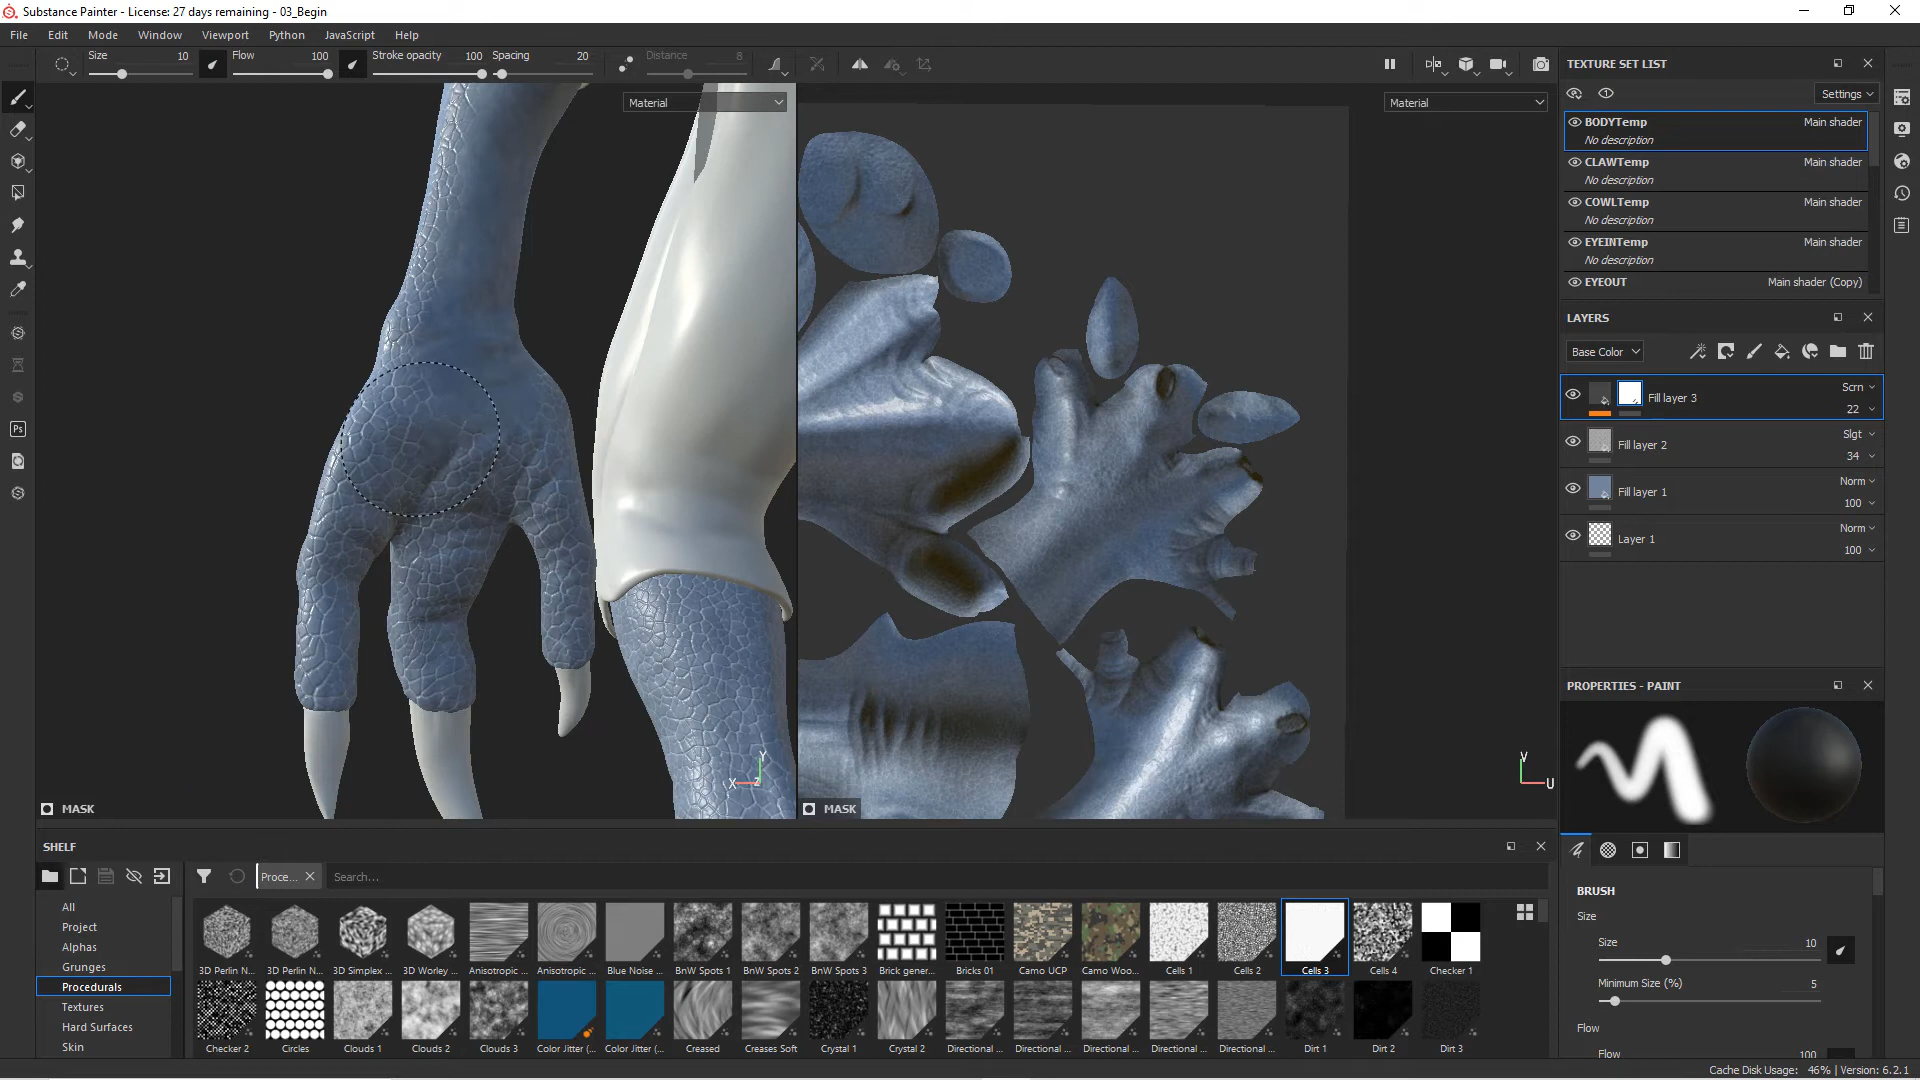 Substance Painter - License: 27 days remaining - 03_Begin
File Edit Mode Window Viewport Python JavaScript Help
Size 10 Flow 100 Stroke opacity 100 Spacing 20 Distance 8
Material
Material
TEXTURE SET LIST
Settings
BODYTemp Main shader
No description
CLAWTemp Main shader
No description
COWLTemp Main shader
No description
EYEINTemp Main shader
No description
EYEOUT Main shader (Copy)
LAYERS
Base Color
Fill layer 3 Scrn 22
Fill layer 2 Slgt 34
Fill layer 1 Norm 100
Layer 1 Norm 100
Ps
Y
X Z
V
U
MASK
MASK
PROPERTIES - PAINT
BRUSH
Size
Size 10
Minimum Size (%) 5
Flow
Flow 100
SHELF
Proce...
Search...
All
Project
Alphas
Grunges
Procedurals
Textures
Hard Surfaces
Skin
3D Perlin N... 3D Perlin N... 3D Simplex ... 3D Worley ... Anisotropic ... Anisotropic ... Blue Noise ... BnW Spots 1 BnW Spots 2 BnW Spots 3 Brick gener... Bricks 01 Camo UCP Camo Woo... Cells 1 Cells 2 Cells 3 Cells 4 Checker 1
Checker 2 Circles Clouds 1 Clouds 2 Clouds 3 Color Jitter (... Color Jitter (... Creased Creases Soft Crystal 1 Crystal 2 Directional ... Directional ... Directional ... Directional ... Directional ... Dirt 1 Dirt 2 Dirt 3
Cache Disk Usage: 46% | Version: 6.2.1